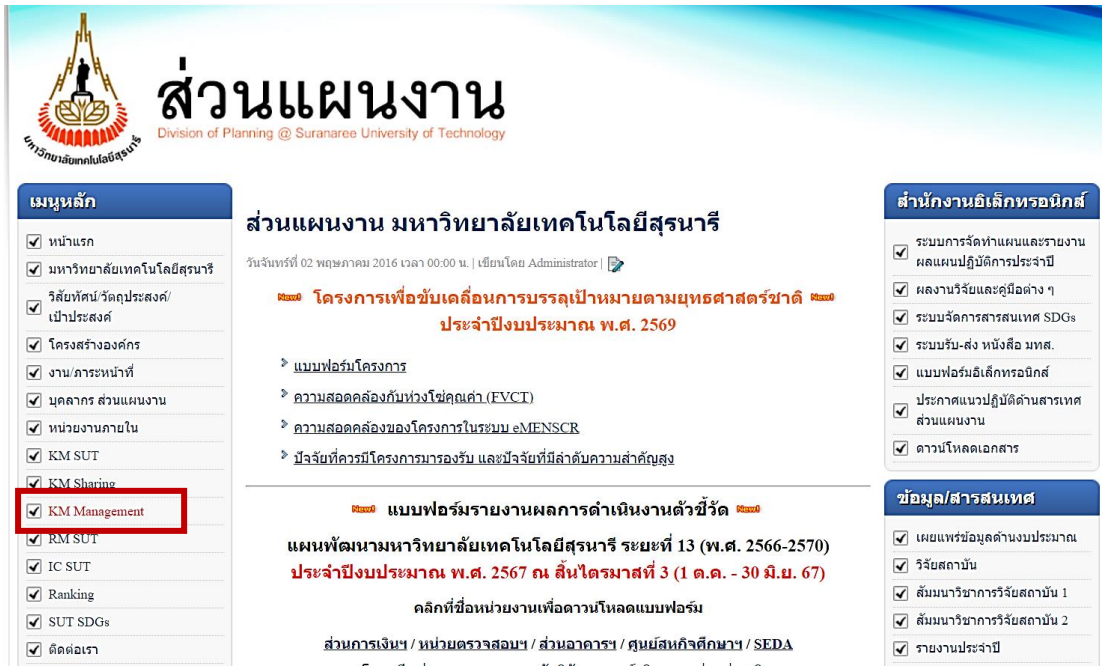 ส่วนแผนงาน
Division of Planning @ Suranaree University of Technology
มหาวิทยาลัยเทคโนโลยีสุรนารี
เมนูหลัก
หน้าแรก
มหาวิทยาลัยเทคโนโลยีสุรนารี
วิสัยทัศน์/วัตถุประสงค์/
เป้าประสงค์
โครงสร้างองค์กร
งาน/ภาระหน้าที่
บุคลากร ส่วนแผนงาน
หน่วยงานภายใน
KM SUT
KM Sharing
KM Management
RM SUT
IC SUT
Ranking
SUT SDGs
ติดต่อเรา
ส่วนแผนงาน มหาวิทยาลัยเทคโนโลยีสุรนารี
วันจันทร์ที่ 02 พฤษภาคม 2016 เวลา 00:00 น. | เขียนโดย Administrator |
New! โครงการเพื่อขับเคลื่อนการบรรลุเป้าหมายตามยุทธศาสตร์ชาติ New!
ประจำปีงบประมาณ พ.ศ. 2569
แบบฟอร์มโครงการ
ความสอดคล้องกับห่วงโซ่คุณค่า (FVCT)
ความสอดคล้องของโครงการในระบบ eMENSCR
ปัจจัยที่ควรมีโครงการมารองรับ และปัจจัยที่มีลำดับความสำคัญสูง
New! แบบฟอร์มรายงานผลการดำเนินงานตัวชี้วัด New!
แผนพัฒนามหาวิทยาลัยเทคโนโลยีสุรนารี ระยะที่ 13 (พ.ศ. 2566-2570)
ประจำปีงบประมาณ พ.ศ. 2567 ณ สิ้นไตรมาสที่ 3 (1 ต.ค. - 30 มิ.ย. 67)
คลิกที่ชื่อหน่วยงานเพื่อดาวน์โหลดแบบฟอร์ม
ส่วนการเงินฯ / หน่วยตรวจสอบฯ / ส่วนอาคารฯ / ศูนย์สหกิจศึกษาฯ / SEDA
สำนักงานอิเล็กทรอนิกส์
ระบบการจัดทำแผนและรายงาน
ผลแผนปฏิบัติการประจำปี
ผลงานวิจัยและคู่มือต่าง ๆ
ระบบจัดการสารสนเทศ SDGs
ระบบรับ-ส่ง หนังสือ มทส.
แบบฟอร์มอิเล็กทรอนิกส์
ประกาศแนวปฏิบัติด้านสารเทศ
ส่วนแผนงาน
ดาวน์โหลดเอกสาร
ข้อมูล/สารสนเทศ
เผยแพร่ข้อมูลด้านงบประมาณ
วิจัยสถาบัน
สัมมนาวิชาการวิจัยสถาบัน 1
สัมมนาวิชาการวิจัยสถาบัน 2
รายงานประจำปี